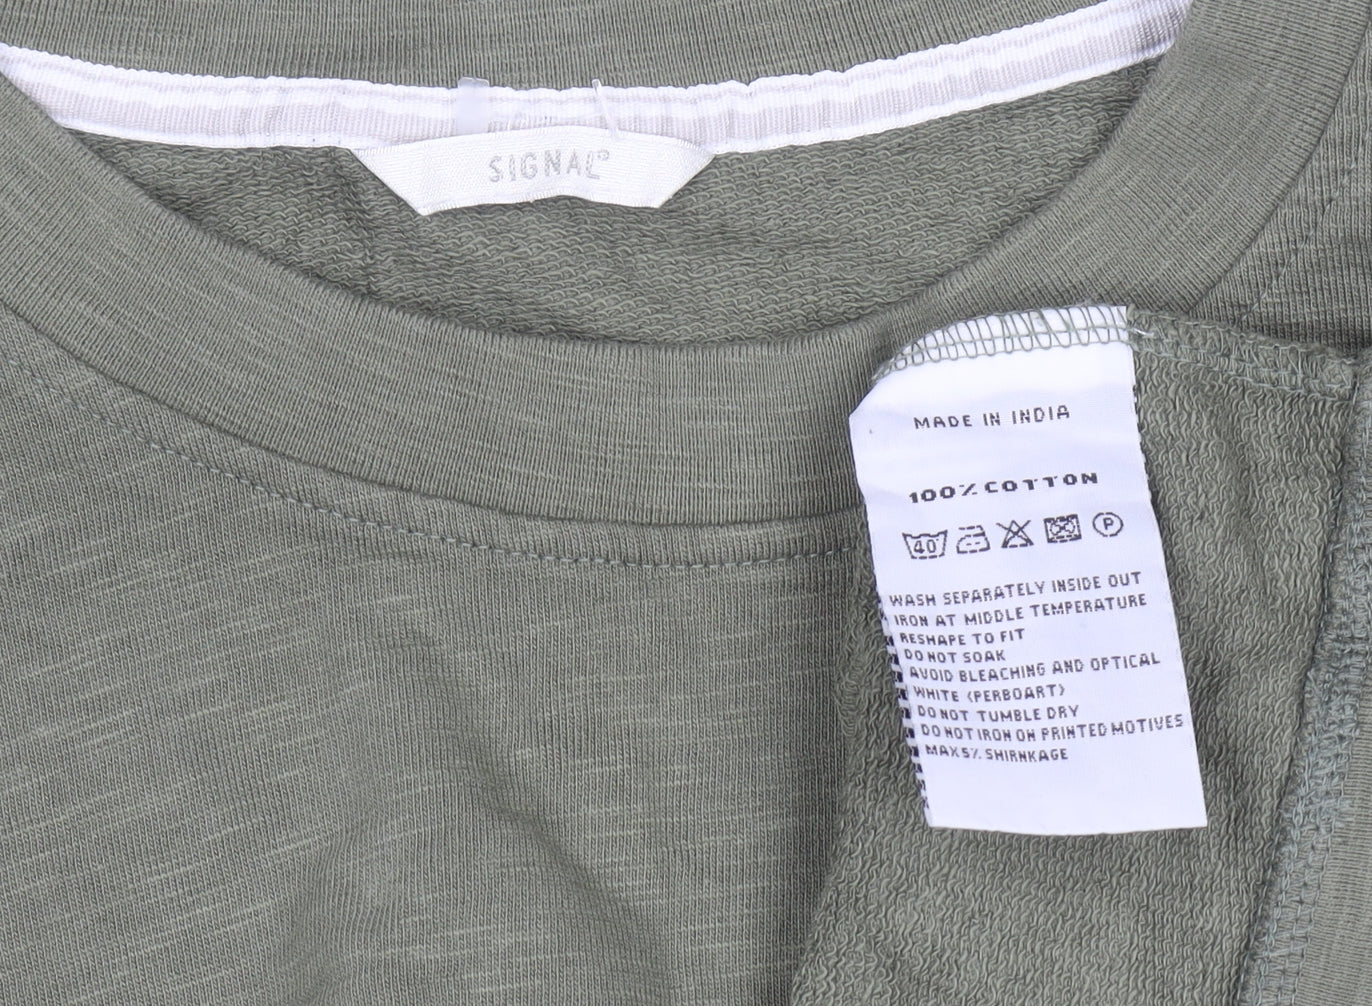 SIGNAL®
MADE IN INDIA
100% COTTON
40 P
WASH SEPARATELY INSIDE OUT
IRON AT MIDDLE TEMPERATURE
RESHAPE TO FIT
DO NOT SOAK
AVOID BLEACHING AND OPTICAL
WHITE (PERBOART)
DO NOT TUMBLE DRY
DO NOT IRON ON PRINTED MOTIVES
MAX5% SHIRNKAGE